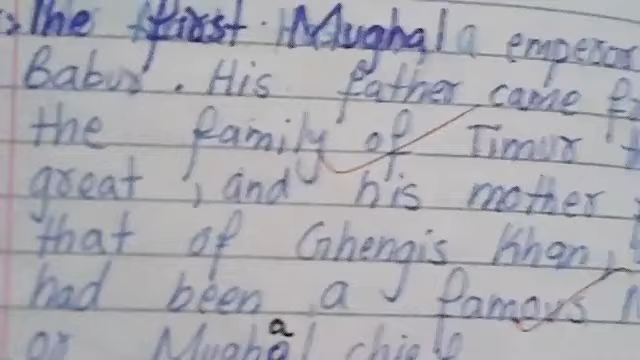 The first Mughal emperor
Babur. His father came
the family of Timur
great, and his mother
that of Ghengis Khan,
had been a famous
or Mughal chief